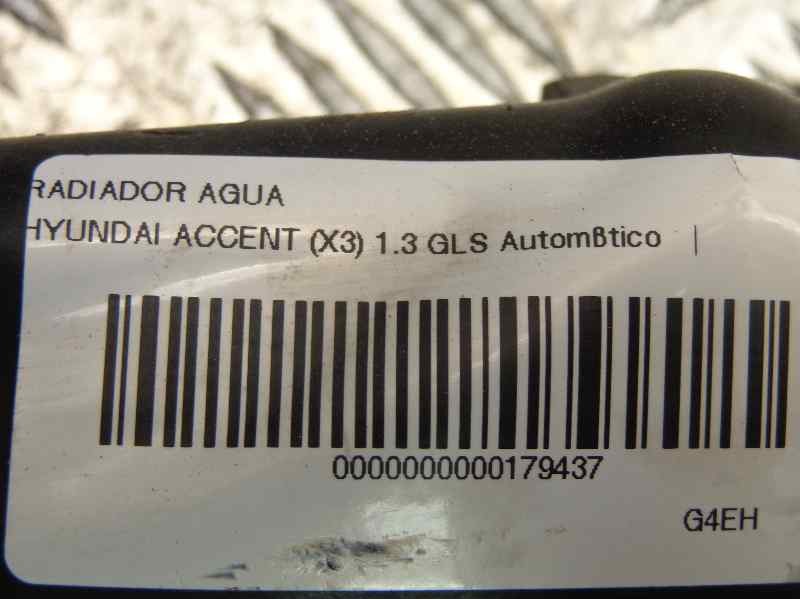 RADIADOR AGUA
HYUNDAI ACCENT (X3) 1.3 GLS Automßtico |
0000000000179437
G4EH